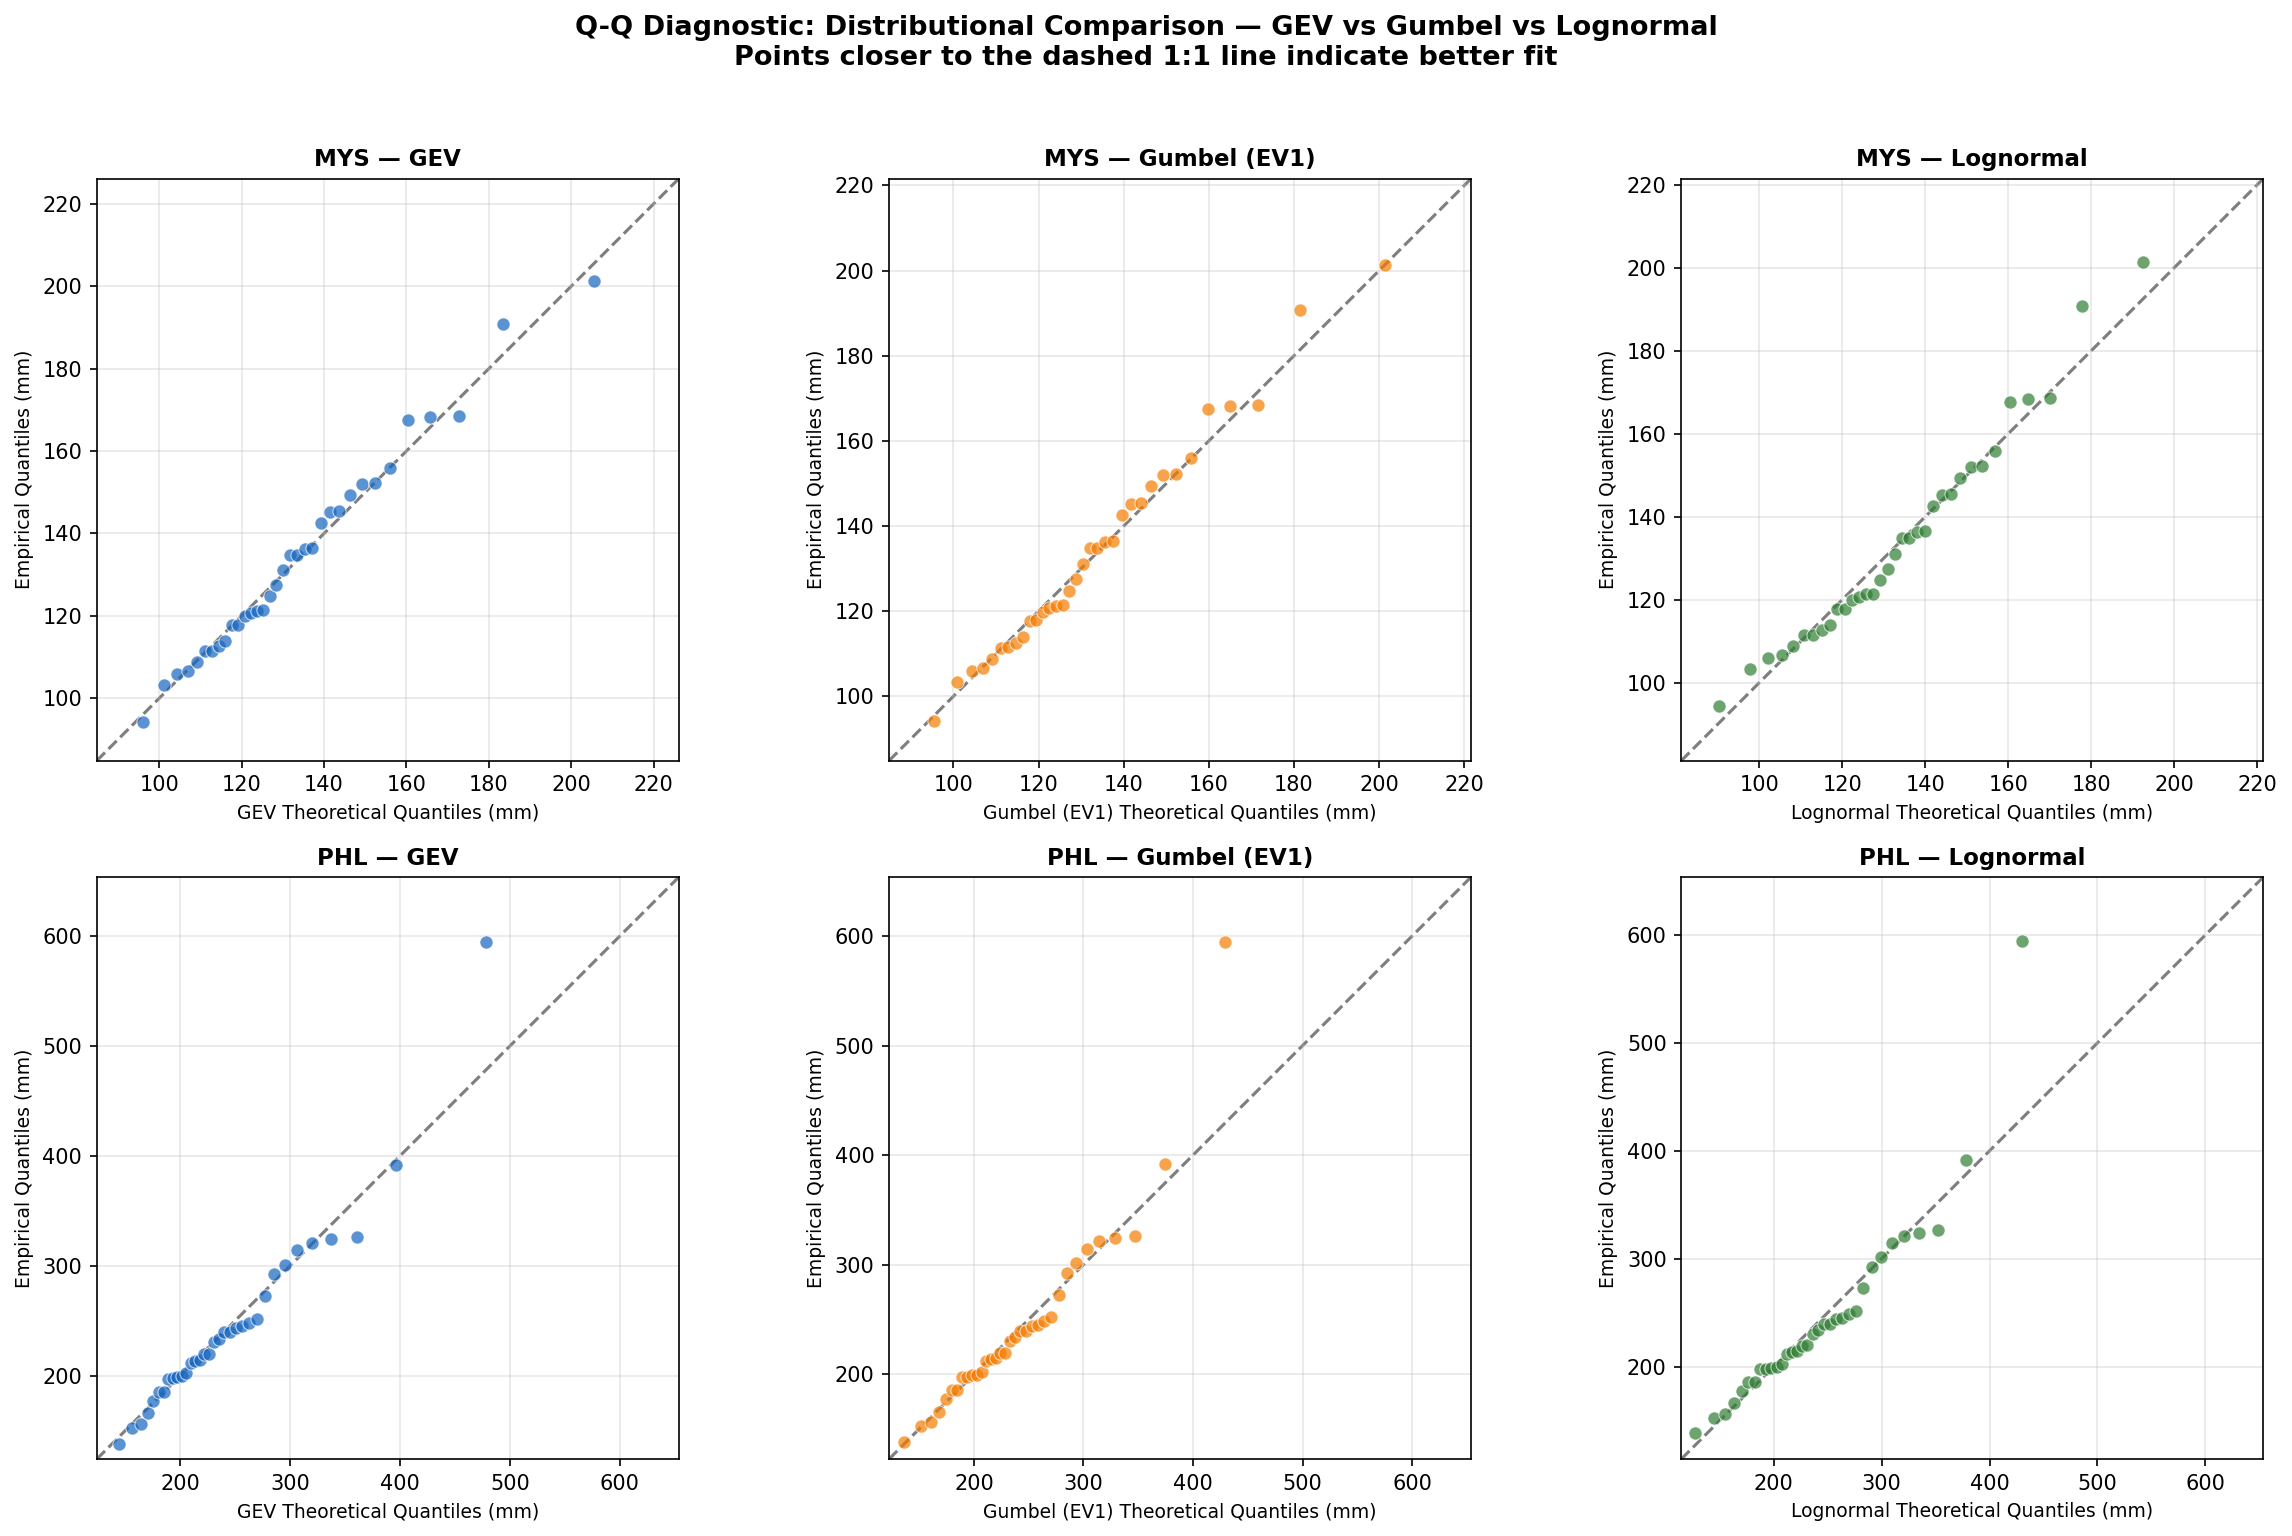 Q-Q Diagnostic: Distributional Comparison — GEV vs Gumbel vs Lognormal
Points closer to the dashed 1:1 line indicate better fit
MYS — GEV
Empirical Quantiles (mm)
220
200
180
160
140
120
100
100 120 140 160 180 200 220
GEV Theoretical Quantiles (mm)
MYS — Gumbel (EV1)
Empirical Quantiles (mm)
220
200
180
160
140
120
100
100 120 140 160 180 200 220
Gumbel (EV1) Theoretical Quantiles (mm)
MYS — Lognormal
Empirical Quantiles (mm)
220
200
180
160
140
120
100
100 120 140 160 180 200 220
Lognormal Theoretical Quantiles (mm)
PHL — GEV
Empirical Quantiles (mm)
600
500
400
300
200
200 300 400 500 600
GEV Theoretical Quantiles (mm)
PHL — Gumbel (EV1)
Empirical Quantiles (mm)
600
500
400
300
200
200 300 400 500 600
Gumbel (EV1) Theoretical Quantiles (mm)
PHL — Lognormal
Empirical Quantiles (mm)
600
500
400
300
200
200 300 400 500 600
Lognormal Theoretical Quantiles (mm)